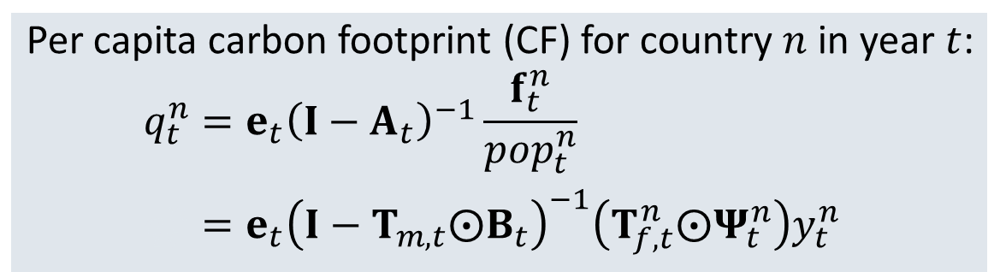 Per capita carbon footprint (CF) for country n in year t:
q_t^n = e_t(I − A_t)^{−1} f_t^n / pop_t^n
= e_t(I − T_{m,t}⊙B_t)^{−1}(T_{f,t}^n⊙Ψ_t^n)y_t^n